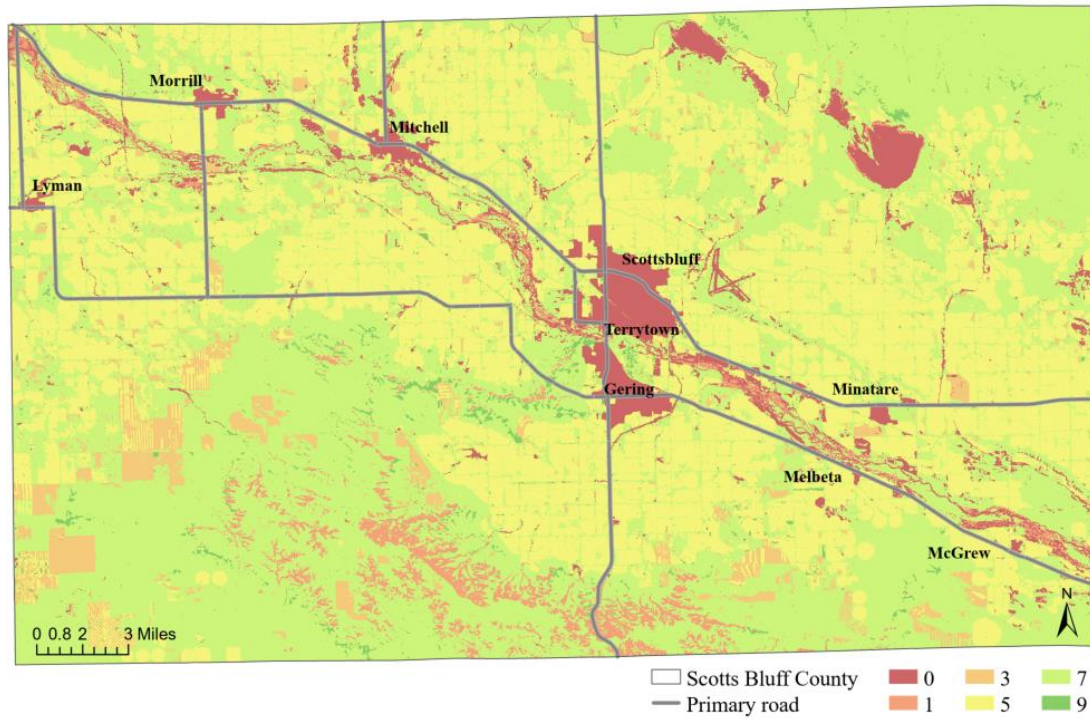 Morrill
Mitchell
Lyman
Scottsbluff
Terrytown
Gering
Minatare
Melbeta
McGrew
N
0 0.8 2 3 Miles
Scotts Bluff County 0 3 7
Primary road 1 5 9